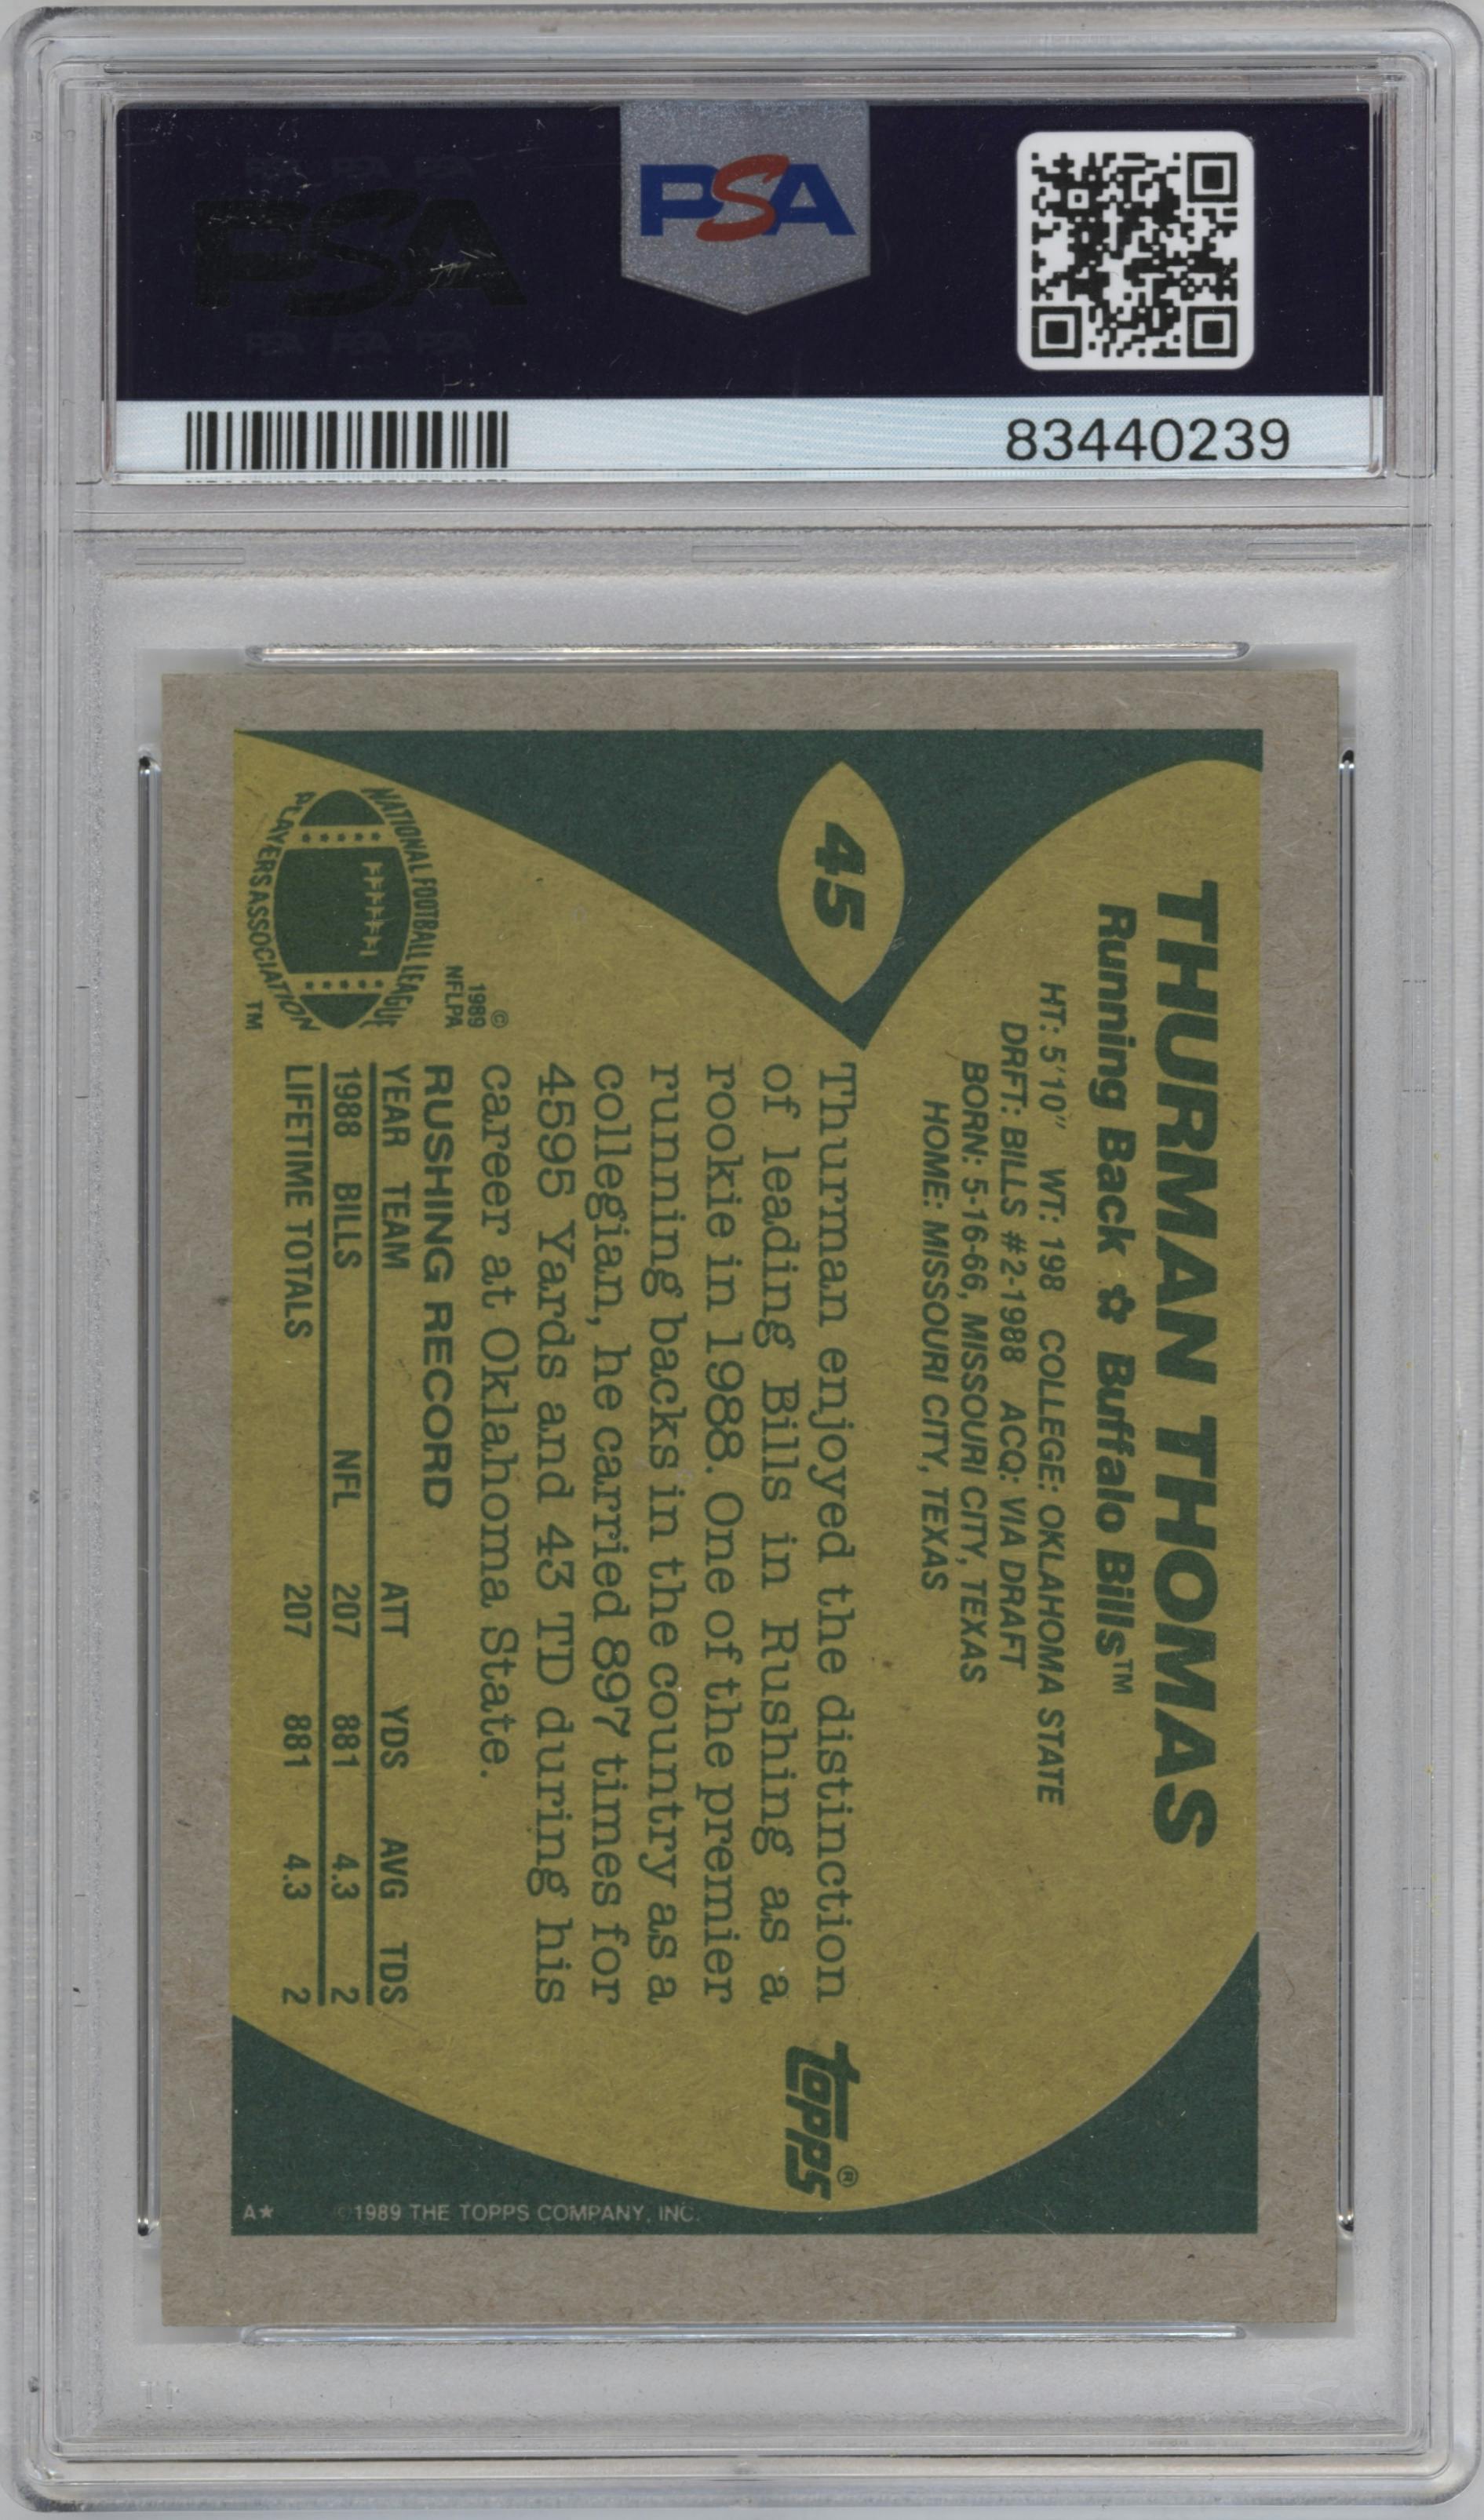 PSA
PSA
PSA PSA PSA
83440239
45
THURMAN THOMAS
Running Back ✿ Buffalo Bills™
HT: 5'10" WT: 198 COLLEGE: OKLAHOMA STATE
DRFT: BILLS #2-1988 ACQ: VIA DRAFT
BORN: 5-16-66, MISSOURI CITY, TEXAS
HOME: MISSOURI CITY, TEXAS
Thurman enjoyed the distinction
of leading Bills in Rushing as a
rookie in 1988. One of the premier
running backs in the country as a
collegian, he carried 897 times for
4595 Yards and 43 TD during his
career at Oklahoma State.
topps®
NATIONAL FOOTBALL LEAGUE
PLAYERS ASSOCIATION ™
©
1989
NFLPA
RUSHING RECORD
YEAR TEAM ATT YDS AVG TDS
1988 BILLS NFL 207 881 4.3 2
LIFETIME TOTALS 207 881 4.3 2
A★ ©1989 THE TOPPS COMPANY, INC.